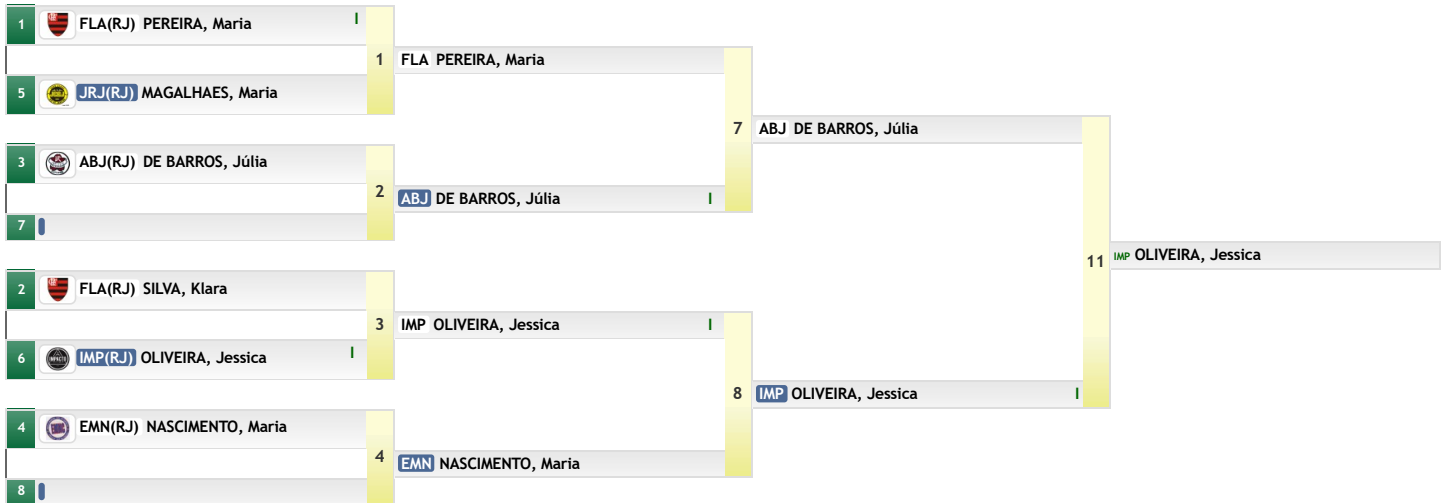 1 FLA(RJ) PEREIRA, Maria I
1 FLA PEREIRA, Maria
5 JRJ(RJ) MAGALHAES, Maria
7 ABJ DE BARROS, Júlia
3 ABJ(RJ) DE BARROS, Júlia
2 ABJ DE BARROS, Júlia I
7
11 IMP OLIVEIRA, Jessica
2 FLA(RJ) SILVA, Klara
3 IMP OLIVEIRA, Jessica I
6 IMPACTO IMP(RJ) OLIVEIRA, Jessica I
8 IMP OLIVEIRA, Jessica I
4 EMN(RJ) NASCIMENTO, Maria
4 EMN NASCIMENTO, Maria
8